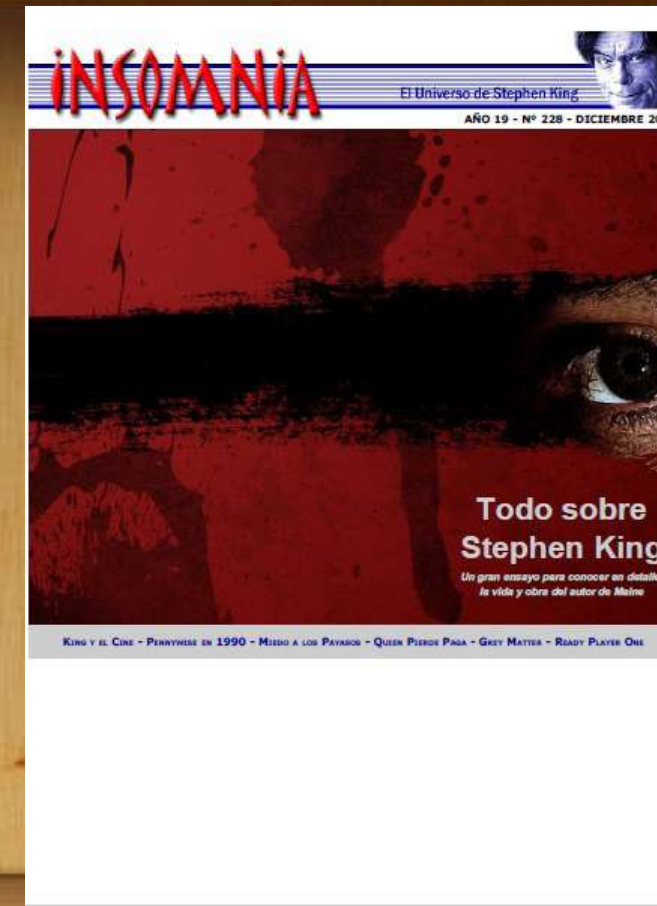 iNSOMNiA
El Universo de Stephen King
AÑO 19 - Nº 228 - DICIEMBRE 20
Todo sobre
Stephen King
Un gran ensayo para conocer en detalle
la vida y obra del autor de Maine
KING Y EL CINE - PENNYWISE EN 1990 - MIEDO A LOS PAYASOS - QUEEN PIERDE PAGA - GREY MATTER - READY PLAYER ONE